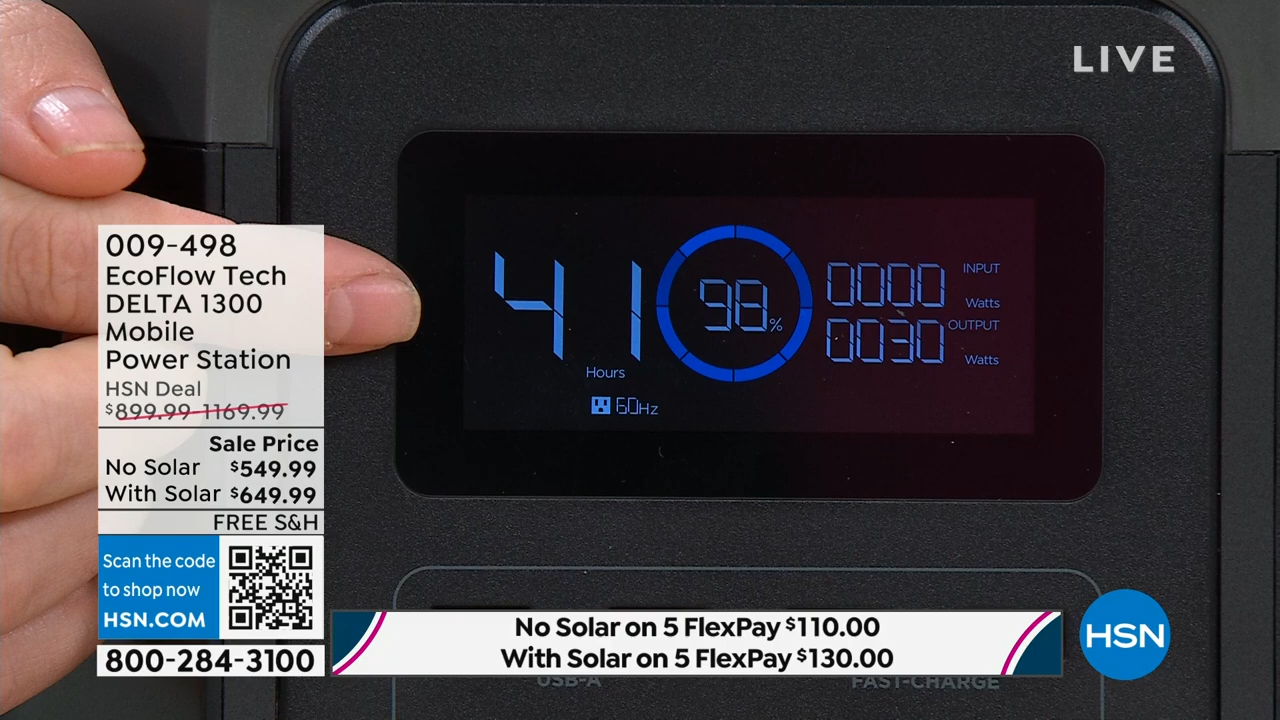 LIVE
009-498
EcoFlow Tech
DELTA 1300
Mobile
Power Station
HSN Deal
$899.99-1169.99
Sale Price
No Solar $549.99
With Solar $649.99
FREE S&H
Scan the code
to shop now
HSN.COM
800-284-3100
41
Hours
60Hz
98%
0000 INPUT
Watts
0030 OUTPUT
Watts
No Solar on 5 FlexPay $110.00
With Solar on 5 FlexPay $130.00
HSN
USB-A
FAST-CHARGE